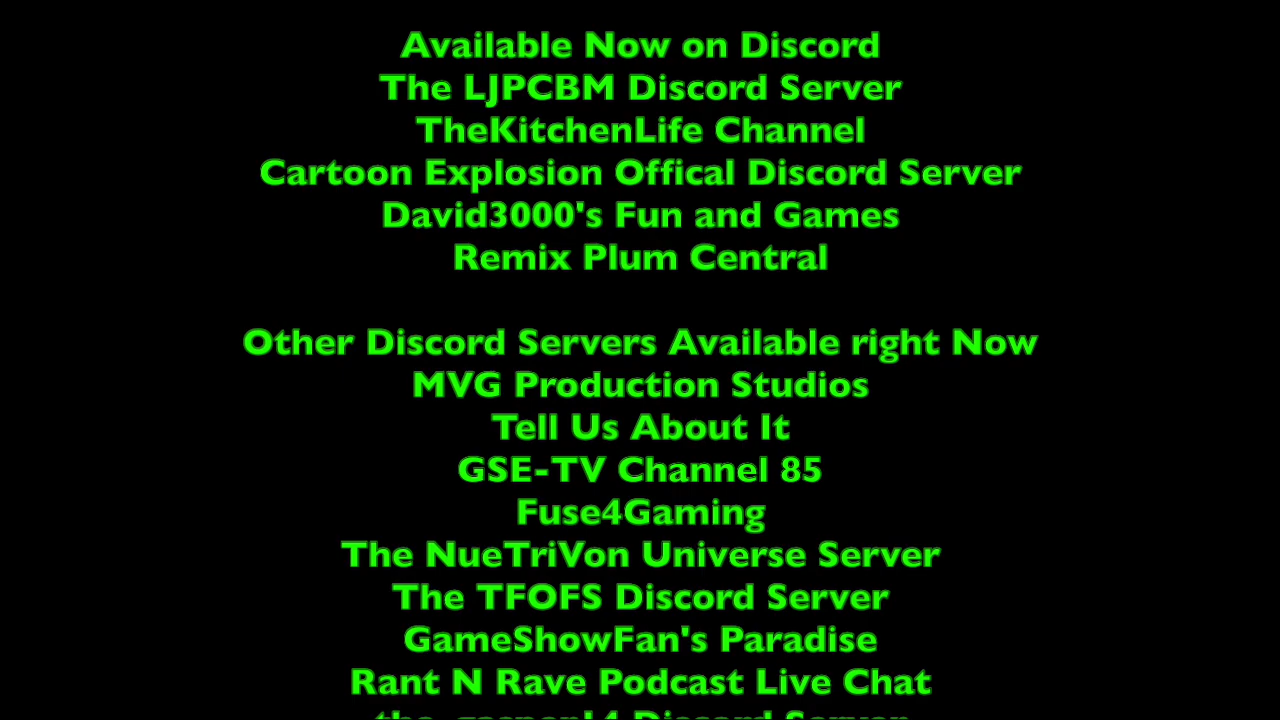 Available Now on Discord
The LJPCBM Discord Server
TheKitchenLife Channel
Cartoon Explosion Offical Discord Server
David3000's Fun and Games
Remix Plum Central
Other Discord Servers Available right Now
MVG Production Studios
Tell Us About It
GSE-TV Channel 85
Fuse4Gaming
The NueTriVon Universe Server
The TFOFS Discord Server
GameShowFan's Paradise
Rant N Rave Podcast Live Chat
Discord Server